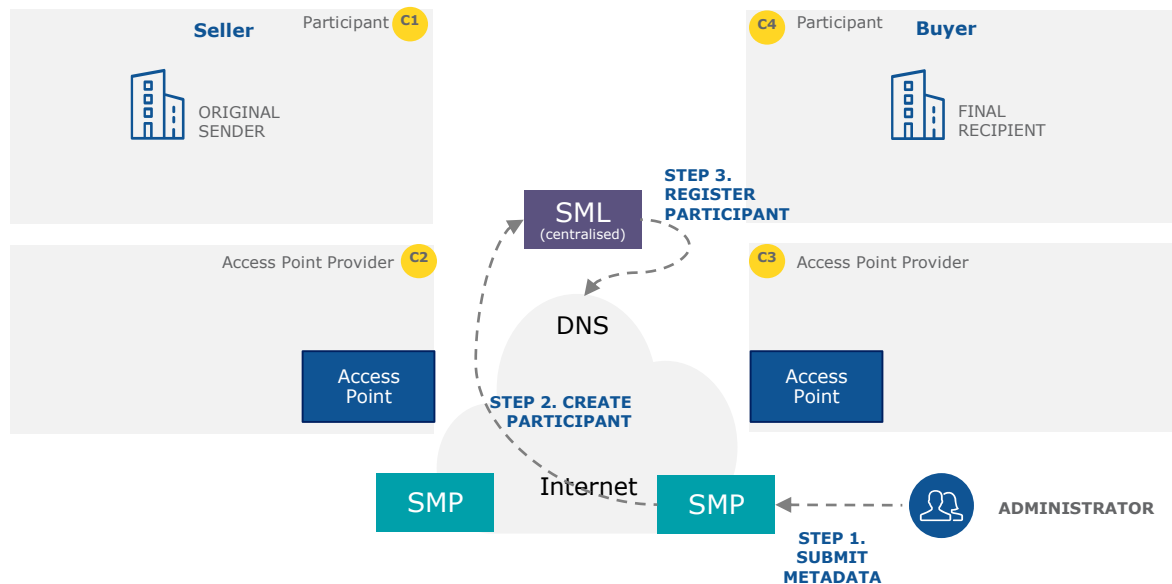 Participant C1
Seller
ORIGINAL
SENDER
C4 Participant
Buyer
FINAL
RECIPIENT
STEP 3.
REGISTER
PARTICIPANT
SML
(centralised)
Access Point Provider C2
C3 Access Point Provider
DNS
Access
Point
Access
Point
STEP 2. CREATE
PARTICIPANT
Internet
SMP
SMP
ADMINISTRATOR
STEP 1.
SUBMIT
METADATA